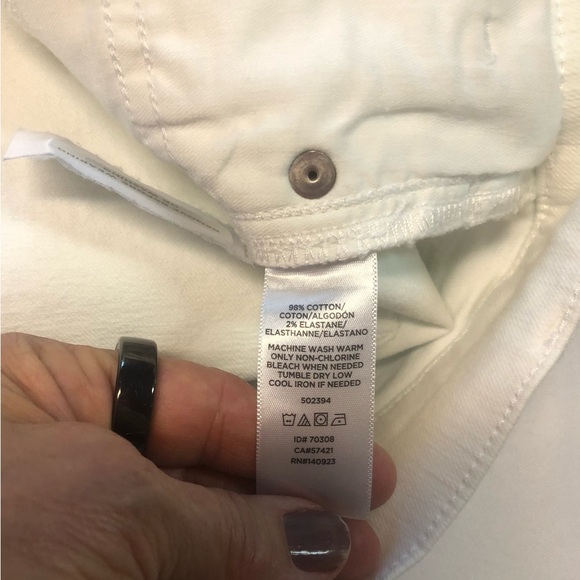 98% COTTON/
COTON/ALGODÓN
2% ELASTANE/
ELASTHANNE/ELASTANO
MACHINE WASH WARM
ONLY NON-CHLORINE
BLEACH WHEN NEEDED
TUMBLE DRY LOW
COOL IRON IF NEEDED
502394
ID# 70308
CA#57421
RN#140923